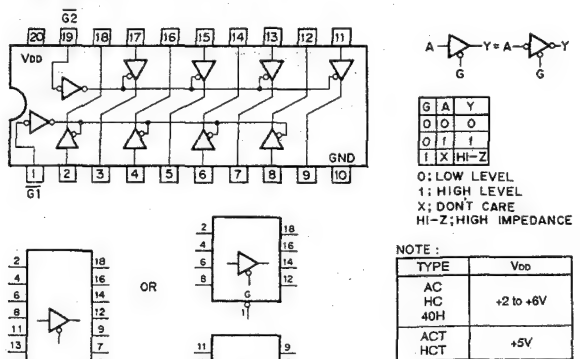 G2
20 19 18 17 16 15 14 13 12 11
VDD
GND
1 2 3 4 5 6 7 8 9 10
G1
A Y = A Y
G G
G A Y
0 0 0
0 1 1
1 X HI-Z
0; LOW LEVEL
1; HIGH LEVEL
X; DON'T CARE
HI-Z; HIGH IMPEDANCE
2 18
4 16
6 14
8 12
11 9
13 7
OR
2 18
4 16
6 14
8 12
G
1
11 9
NOTE:
TYPE VDD
AC
HC
40H
+2 to +6V
ACT
HCT
+5V